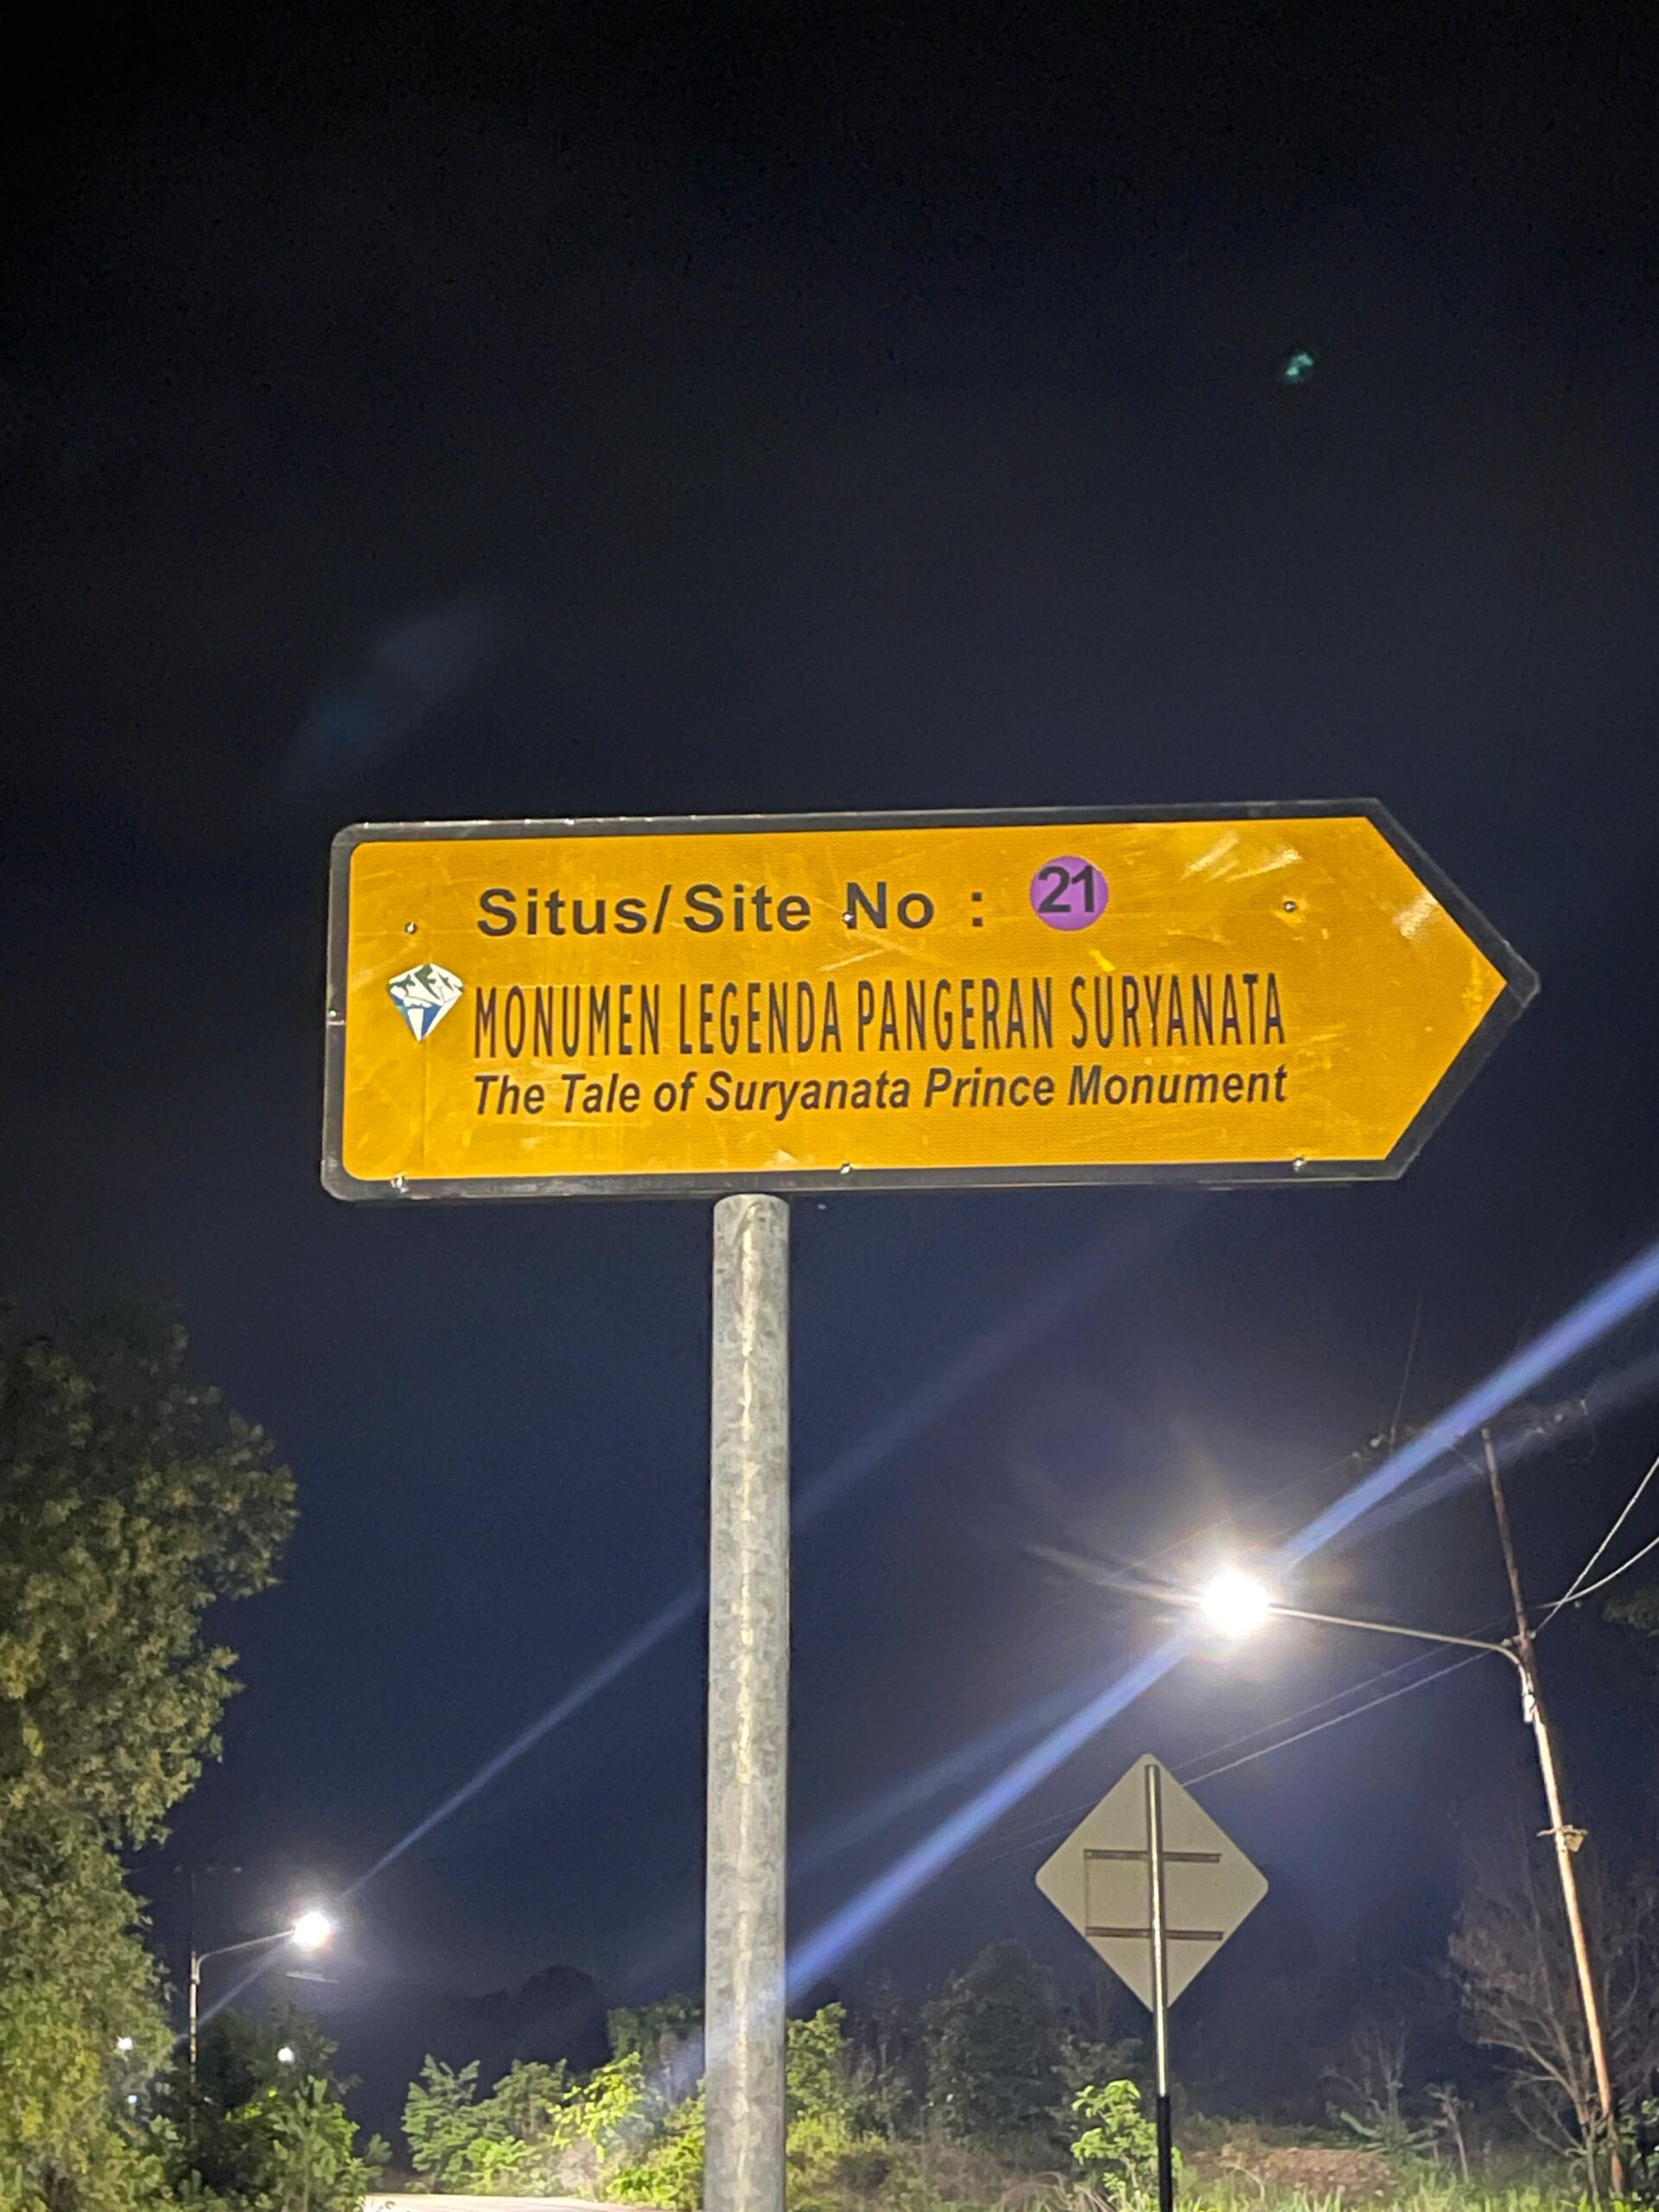 Situs/Site No : 21
MONUMEN LEGENDA PANGERAN SURYANATA
The Tale of Suryanata Prince Monument